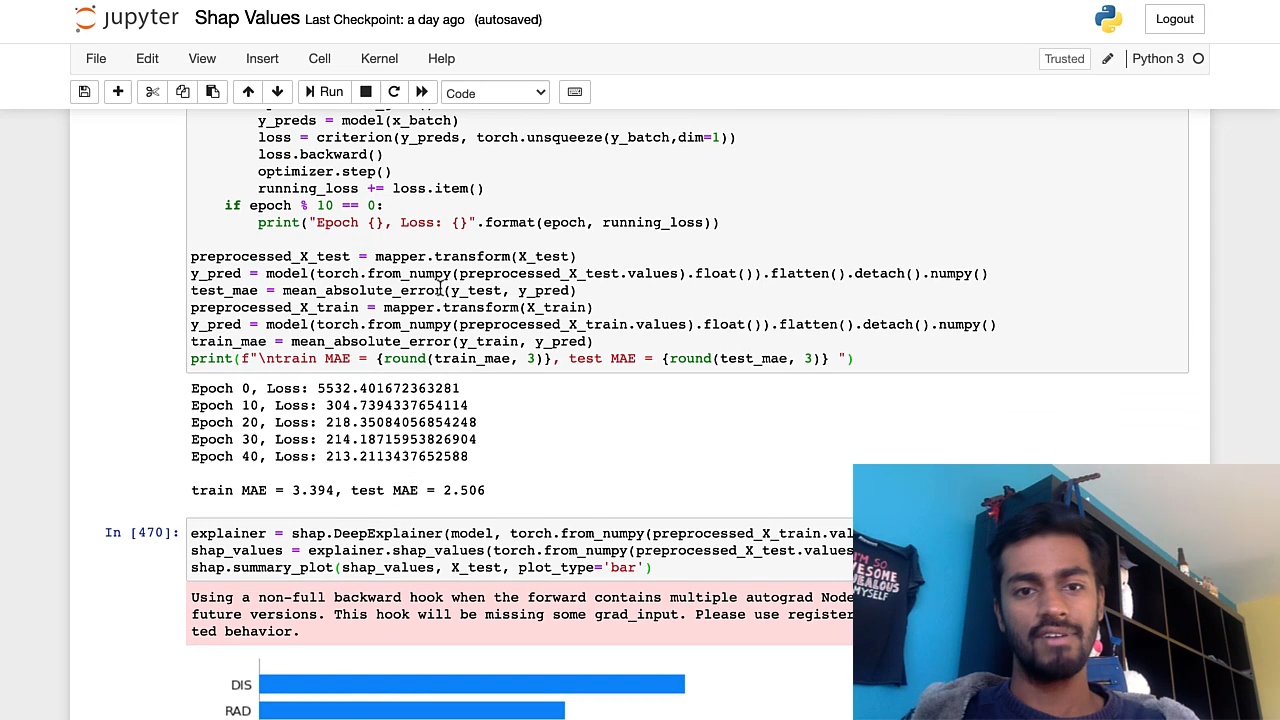 jupyter Shap Values Last Checkpoint: a day ago (autosaved)
Logout
File Edit View Insert Cell Kernel Help
Trusted Python 3
Run Code
y_preds = model(x_batch)
loss = criterion(y_preds, torch.unsqueeze(y_batch,dim=1))
loss.backward()
optimizer.step()
running_loss += loss.item()
if epoch % 10 == 0:
print("Epoch {}, Loss: {}".format(epoch, running_loss))
preprocessed_X_test = mapper.transform(X_test)
y_pred = model(torch.from_numpy(preprocessed_X_test.values).float()).flatten().detach().numpy()
test_mae = mean_absolute_error(y_test, y_pred)
preprocessed_X_train = mapper.transform(X_train)
y_pred = model(torch.from_numpy(preprocessed_X_train.values).float()).flatten().detach().numpy()
train_mae = mean_absolute_error(y_train, y_pred)
print(f"\ntrain MAE = {round(train_mae, 3)}, test MAE = {round(test_mae, 3)} ")
Epoch 0, Loss: 5532.401672363281
Epoch 10, Loss: 304.7394337654114
Epoch 20, Loss: 218.35084056854248
Epoch 30, Loss: 214.18715953826904
Epoch 40, Loss: 213.2113437652588
train MAE = 3.394, test MAE = 2.506
In [470]: explainer = shap.DeepExplainer(model, torch.from_numpy(preprocessed_X_train.val
shap_values = explainer.shap_values(torch.from_numpy(preprocessed_X_test.values
shap.summary_plot(shap_values, X_test, plot_type='bar')
Using a non-full backward hook when the forward contains multiple autograd Node
future versions. This hook will be missing some grad_input. Please use register
ted behavior.
DIS
RAD
I'M SO
AWESOME
JEALOUS
MYSELF